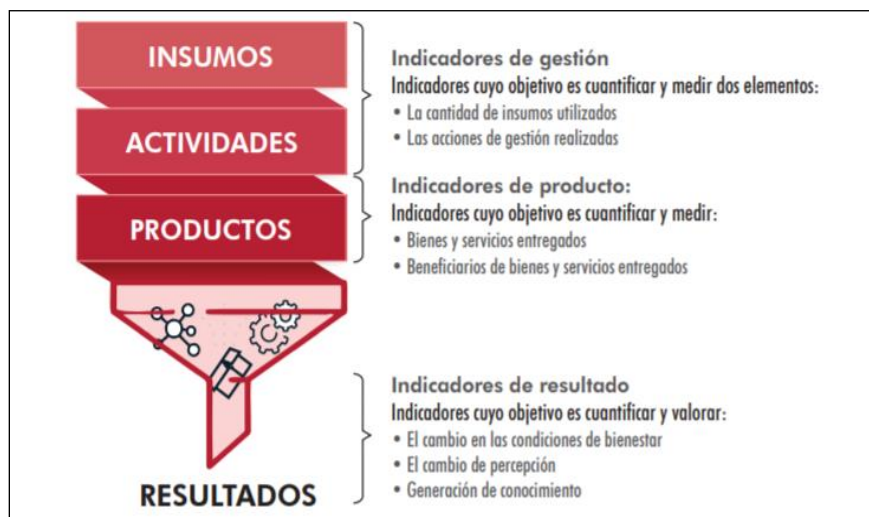 INSUMOS
ACTIVIDADES
PRODUCTOS
RESULTADOS
Indicadores de gestión
Indicadores cuyo objetivo es cuantificar y medir dos elementos:
• La cantidad de insumos utilizados
• Las acciones de gestión realizadas
Indicadores de producto:
Indicadores cuyo objetivo es cuantificar y medir:
• Bienes y servicios entregados
• Beneficiarios de bienes y servicios entregados
Indicadores de resultado
Indicadores cuyo objetivo es cuantificar y valorar:
• El cambio en las condiciones de bienestar
• El cambio de percepción
• Generación de conocimiento